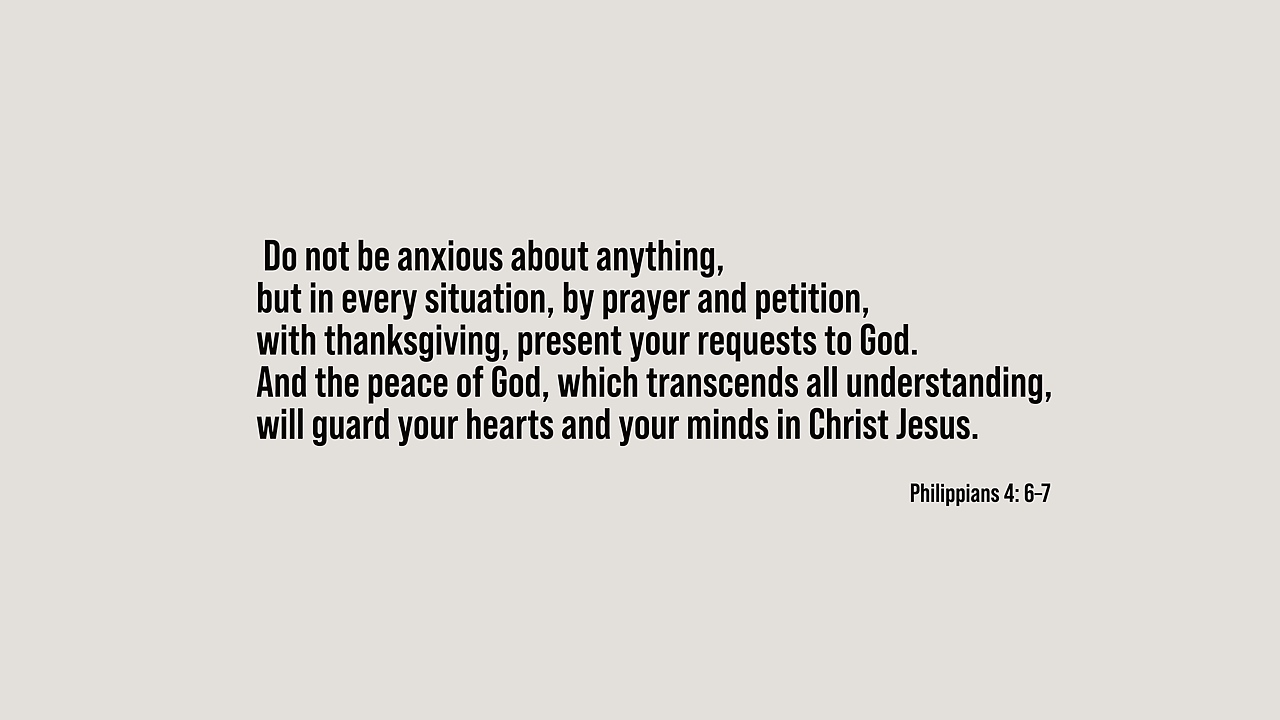 Do not be anxious about anything,
but in every situation, by prayer and petition,
with thanksgiving, present your requests to God.
And the peace of God, which transcends all understanding,
will guard your hearts and your minds in Christ Jesus.
Philippians 4: 6-7